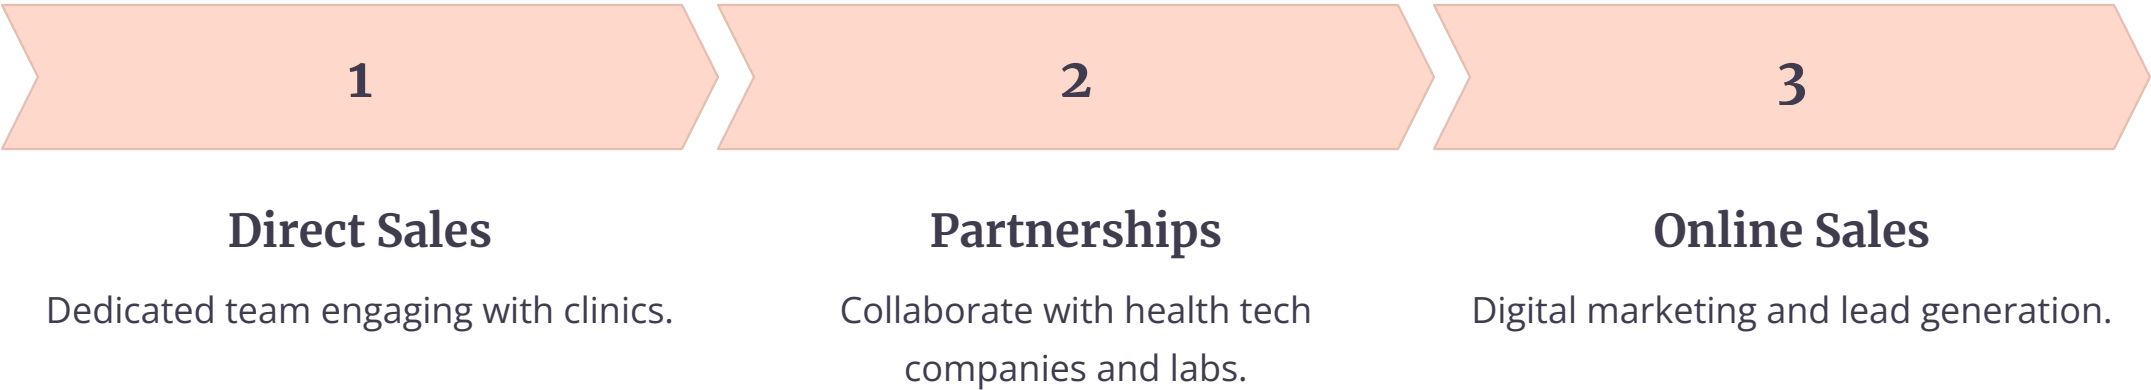 1
Direct Sales
Dedicated team engaging with clinics.
2
Partnerships
Collaborate with health tech
companies and labs.
3
Online Sales
Digital marketing and lead generation.